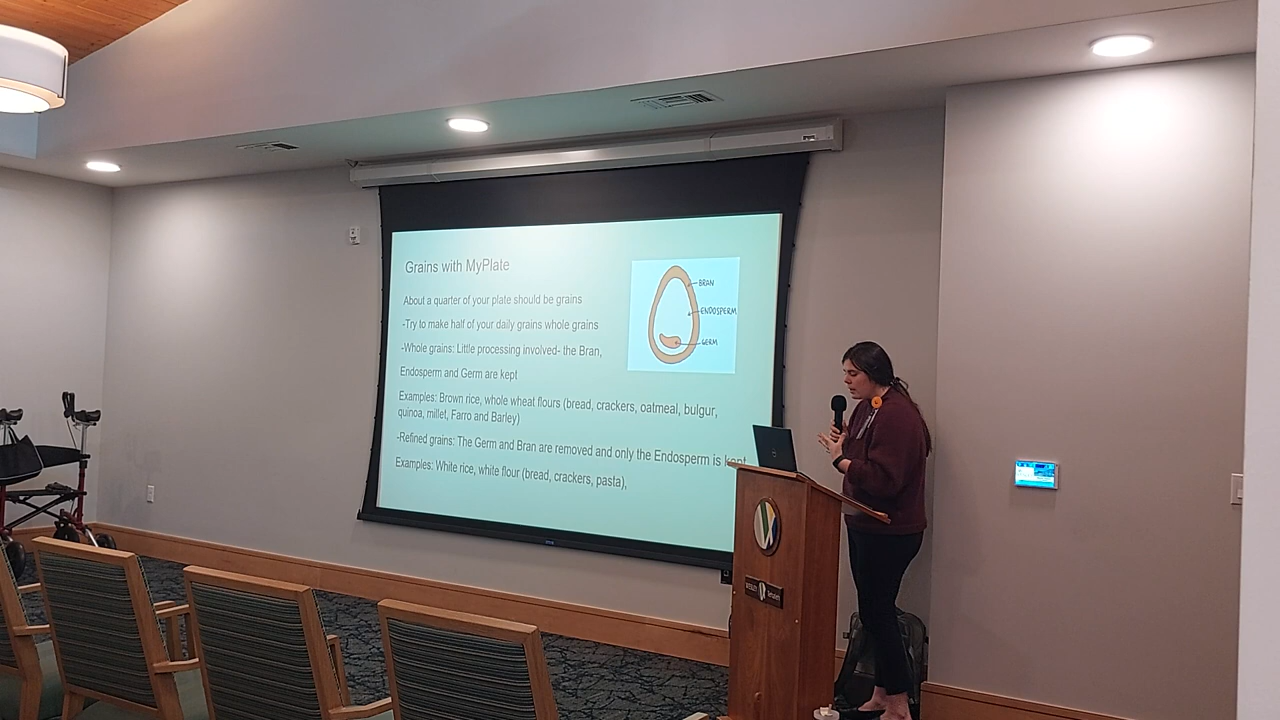 Grains with MyPlate
About a quarter of your plate should be grains
-Try to make half of your daily grains whole grains
-Whole grains: Little processing involved- the Bran,
Endosperm and Germ are kept
Examples: Brown rice, whole wheat flours (bread, crackers, oatmeal, bulgur,
quinoa, millet, Farro and Barley)
-Refined grains: The Germ and Bran are removed and only the Endosperm is kept
Examples: White rice, white flour (bread, crackers, pasta),
BRAN
ENDOSPERM
GERM